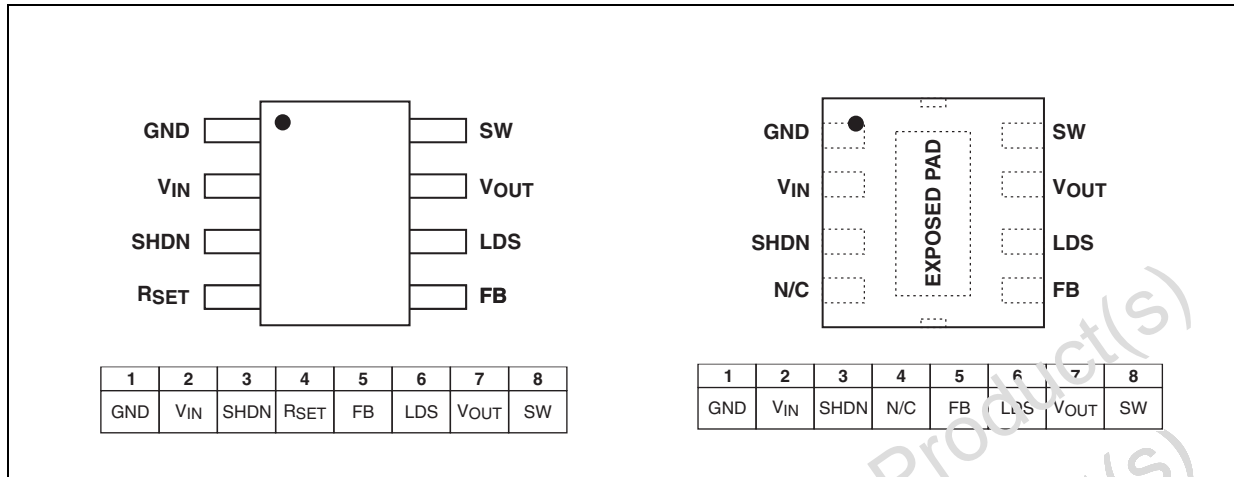 GND
VIN
SHDN
RSET
SW
VOUT
LDS
FB
1 2 3 4 5 6 7 8
GND VIN SHDN RSET FB LDS VOUT SW
GND
VIN
SHDN
N/C
EXPOSED PAD
SW
VOUT
LDS
FB
1 2 3 4 5 6 7 8
GND VIN SHDN N/C FB LDS VOUT SW
Product(s)
(s)